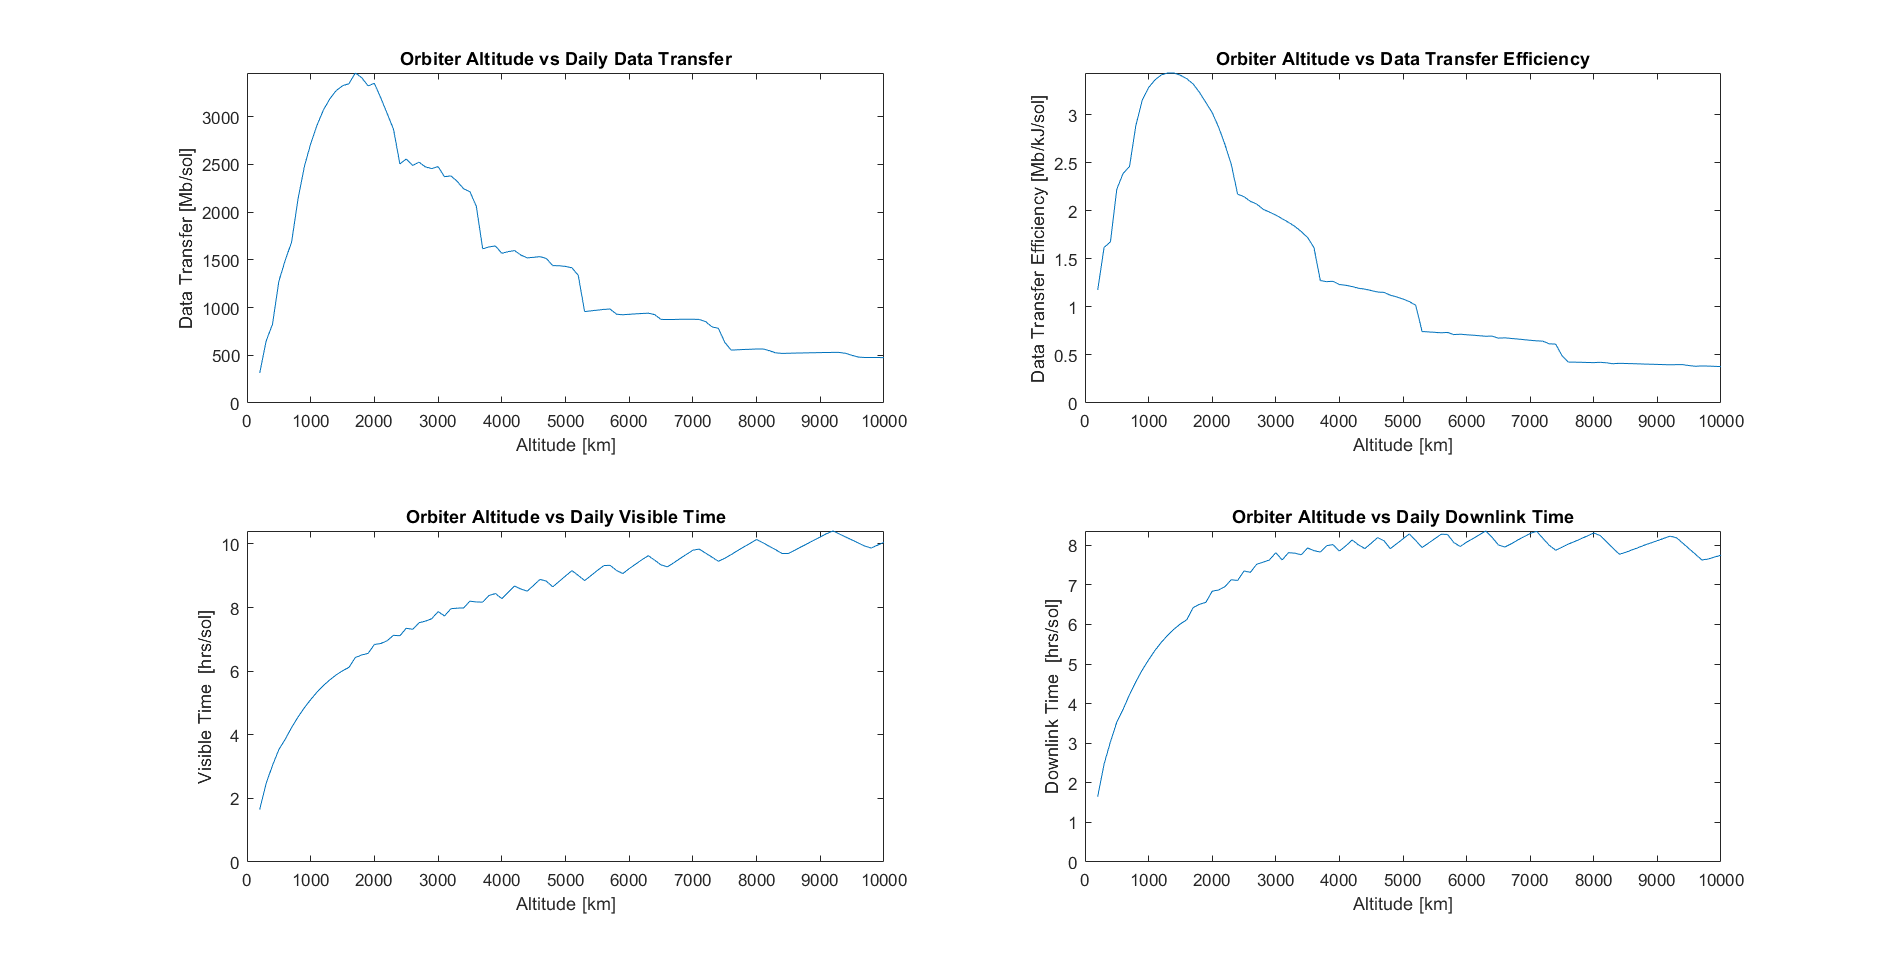 Orbiter Altitude vs Daily Data Transfer
Data Transfer [Mb/sol]
3000
2500
2000
1500
1000
500
0
0 1000 2000 3000 4000 5000 6000 7000 8000 9000 10000
Altitude [km]
Orbiter Altitude vs Data Transfer Efficiency
Data Transfer Efficiency [Mb/kJ/sol]
3
2.5
2
1.5
1
0.5
0
0 1000 2000 3000 4000 5000 6000 7000 8000 9000 10000
Altitude [km]
Orbiter Altitude vs Daily Visible Time
Visible Time [hrs/sol]
10
8
6
4
2
0
0 1000 2000 3000 4000 5000 6000 7000 8000 9000 10000
Altitude [km]
Orbiter Altitude vs Daily Downlink Time
Downlink Time [hrs/sol]
8
7
6
5
4
3
2
1
0
0 1000 2000 3000 4000 5000 6000 7000 8000 9000 10000
Altitude [km]